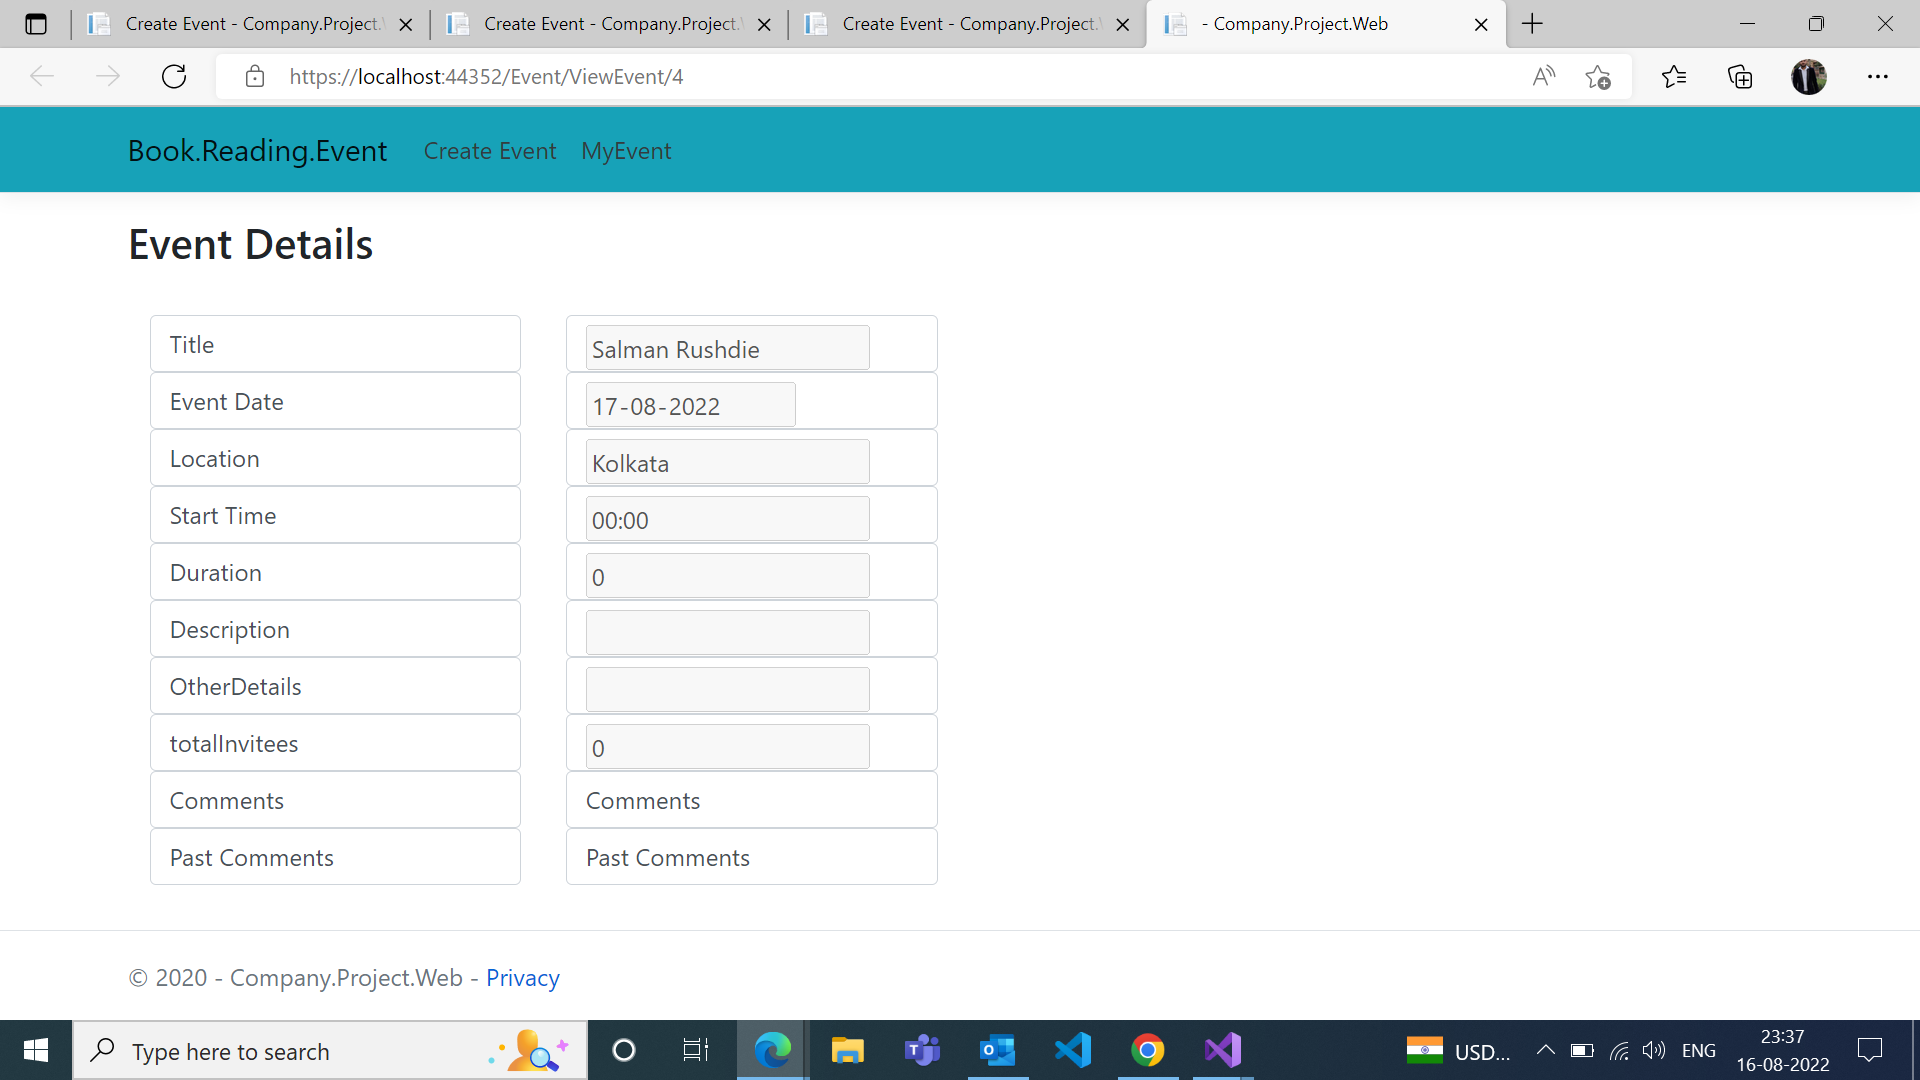 Create Event - Company.Project.W
Create Event - Company.Project.W
Create Event - Company.Project.W
- Company.Project.Web
https://localhost:44352/Event/ViewEvent/4
Book.Reading.Event Create Event MyEvent
Event Details
Title Salman Rushdie
Event Date 17-08-2022
Location Kolkata
Start Time 00:00
Duration 0
Description
OtherDetails
totalInvitees 0
Comments Comments
Past Comments Past Comments
© 2020 - Company.Project.Web - Privacy
Type here to search
USD...
ENG
23:37
16-08-2022